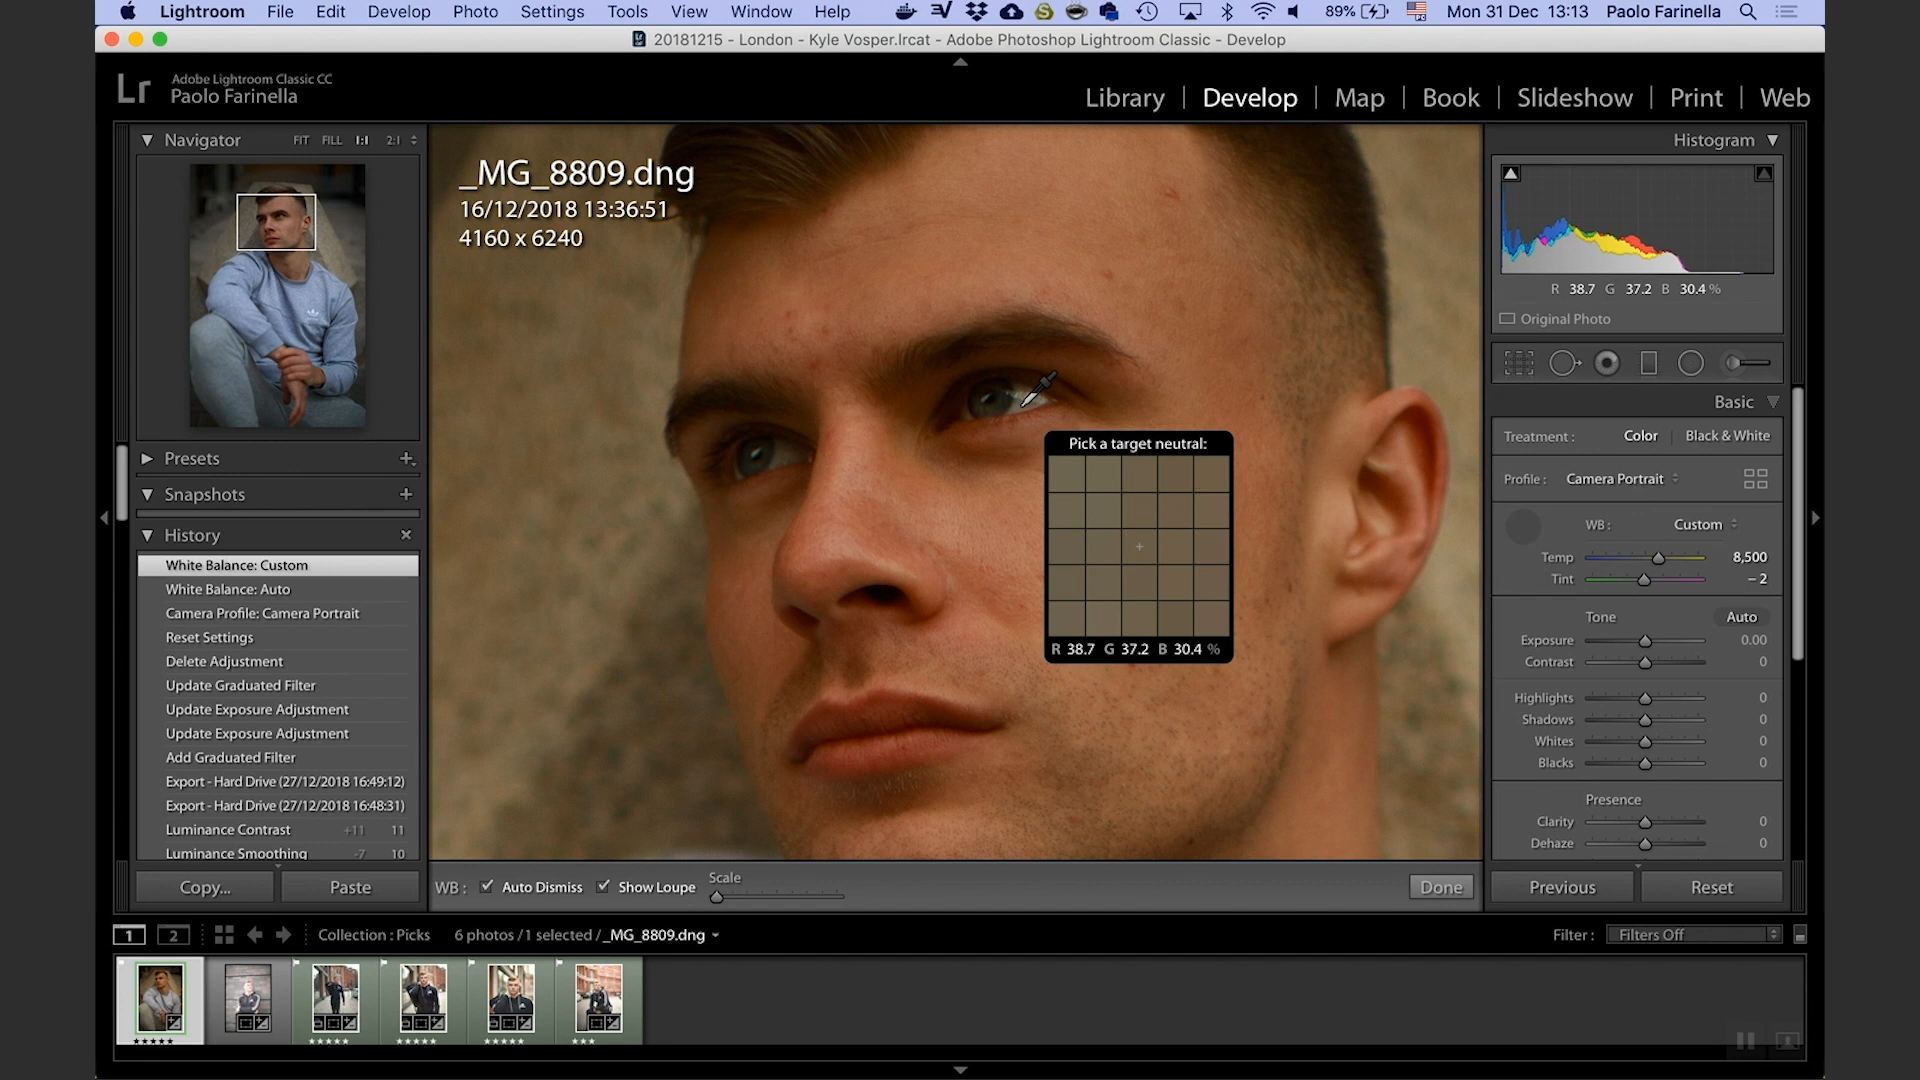 Lightroom File Edit Develop Photo Settings Tools View Window Help 89% Mon 31 Dec 13:13 Paolo Farinella
20181215 - London - Kyle Vosper.lrcat - Adobe Photoshop Lightroom Classic - Develop
Lr
Adobe Lightroom Classic CC
Paolo Farinella
Library | Develop | Map | Book | Slideshow | Print | Web
Navigator FIT FILL 1:1 2:1
Presets
Snapshots
History
White Balance: Custom
White Balance: Auto
Camera Profile: Camera Portrait
Reset Settings
Delete Adjustment
Update Graduated Filter
Update Exposure Adjustment
Update Exposure Adjustment
Add Graduated Filter
Export - Hard Drive (27/12/2018 16:49:12)
Export - Hard Drive (27/12/2018 16:48:31)
Luminance Contrast +11 11
Luminance Smoothing -7 10
Copy... Paste
_MG_8809.dng
16/12/2018 13:36:51
4160 x 6240
Pick a target neutral:
R 38.7 G 37.2 B 30.4 %
WB: Auto Dismiss Show Loupe Scale Done
Histogram
R 38.7 G 37.2 B 30.4 %
Original Photo
Basic
Treatment: Color | Black & White
Profile: Camera Portrait
WB: Custom
Temp 8,500
Tint – 2
Tone Auto
Exposure 0.00
Contrast 0
Highlights 0
Shadows 0
Whites 0
Blacks 0
Presence
Clarity 0
Dehaze 0
Previous Reset
1 2 Collection : Picks 6 photos / 1 selected / _MG_8809.dng Filter: Filters Off